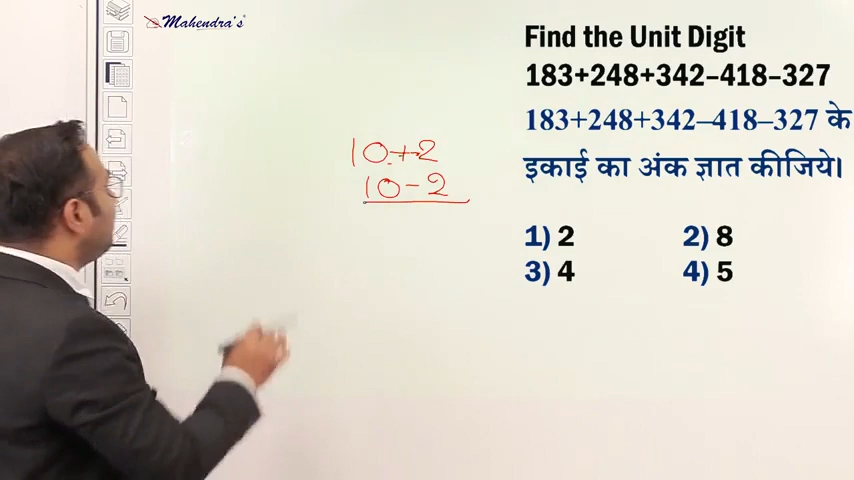 Mahendra's
Find the Unit Digit
183+248+342–418–327
183+248+342–418–327 के
इकाई का अंक ज्ञात कीजिये।
1) 2 2) 8
3) 4 4) 5
10+2
10-2